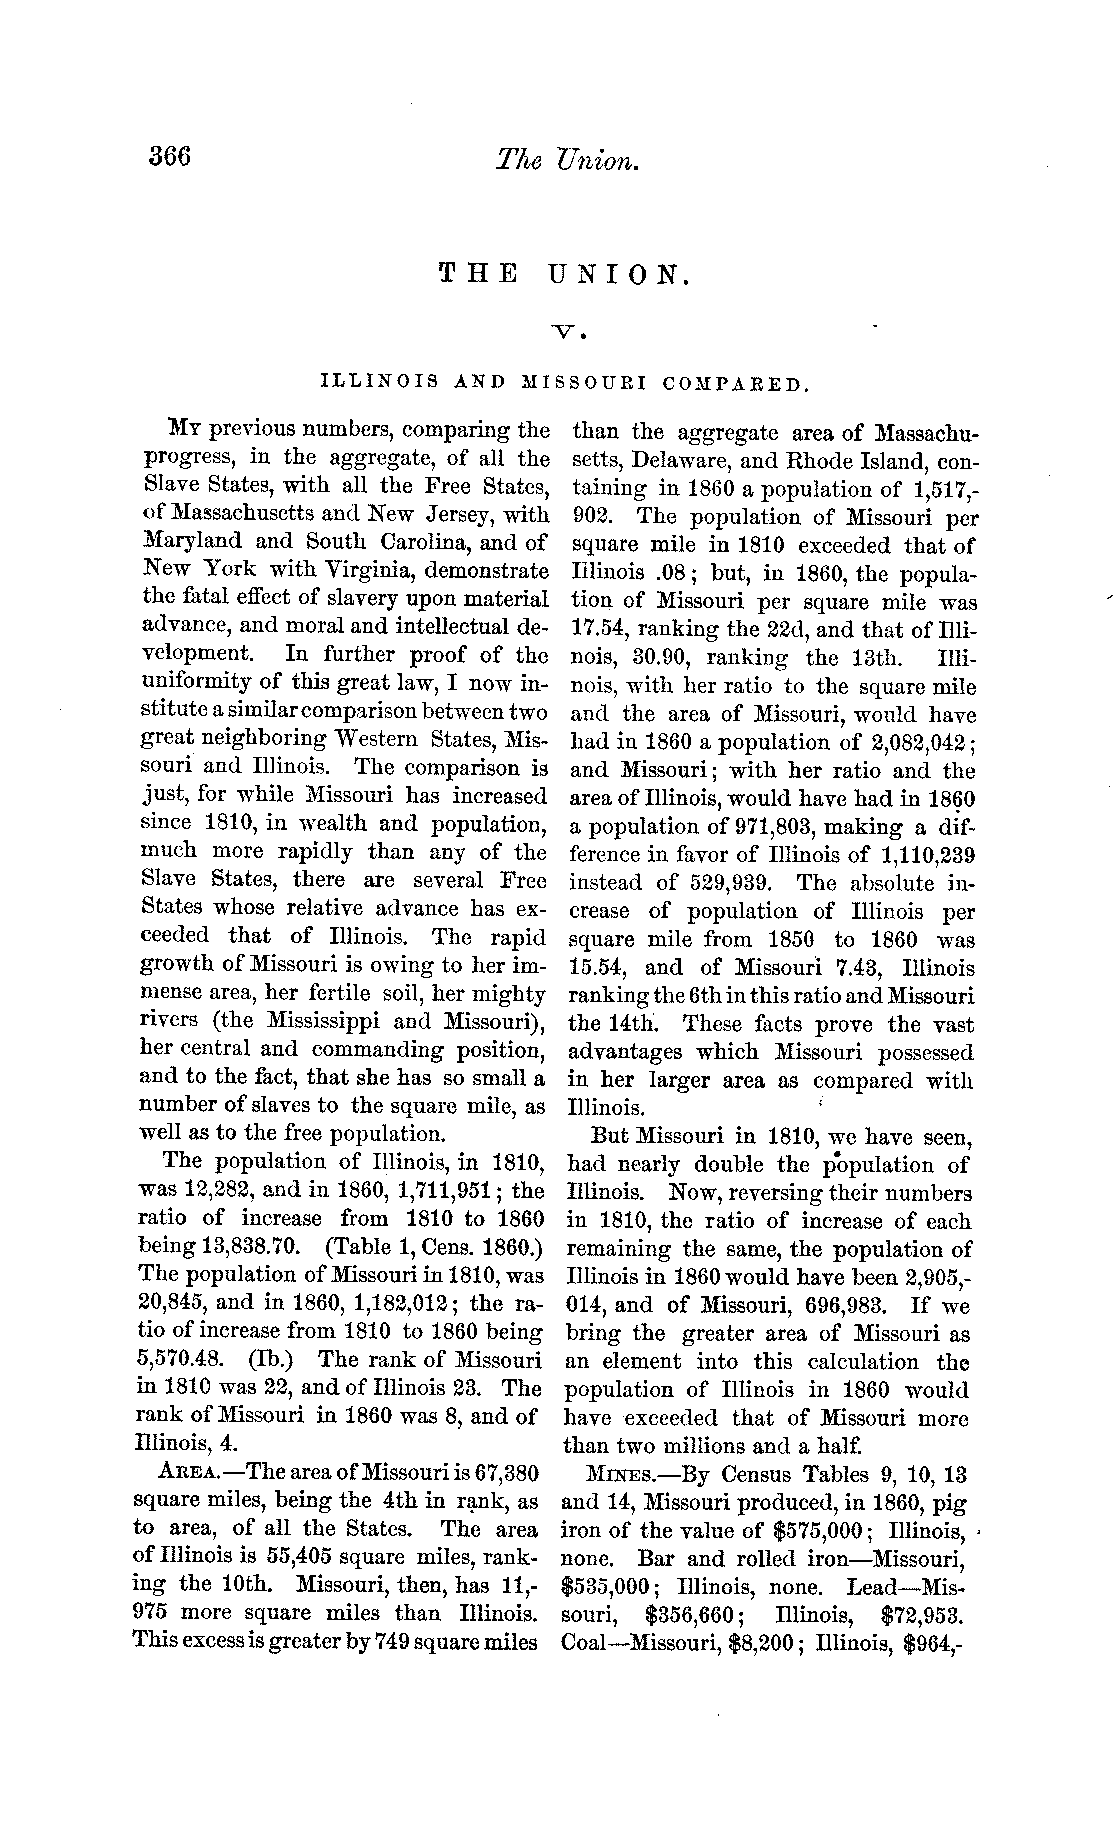 366
The Union.
THE UNION.
V.
ILLINOIS AND MISSOURI COMPARED.
MY previous numbers, comparing the
progress, in the aggregate, of all the
Slave States, with all the Free States,
of Massachusetts and New Jersey, with
Maryland and South Carolina, and of
New York with Virginia, demonstrate
the fatal effect of slavery upon material
advance, and moral and intellectual de-
velopment. In further proof of the
uniformity of this great law, I now in-
stitute a similar comparison between two
great neighboring Western States, Mis-
souri and Illinois. The comparison is
just, for while Missouri has increased
since 1810, in wealth and population,
much more rapidly than any of the
Slave States, there are several Free
States whose relative advance has ex-
ceeded that of Illinois. The rapid
growth of Missouri is owing to her im-
mense area, her fertile soil, her mighty
rivers (the Mississippi and Missouri),
her central and commanding position,
and to the fact, that she has so small a
number of slaves to the square mile, as
well as to the free population.
The population of Illinois, in 1810,
was 12,282, and in 1860, 1,711,951; the
ratio of increase from 1810 to 1860
being 13,838.70. (Table 1, Cens. 1860.)
The population of Missouri in 1810, was
20,845, and in 1860, 1,182,012; the ra-
tio of increase from 1810 to 1860 being
5,570.48. (Ib.) The rank of Missouri
in 1810 was 22, and of Illinois 23. The
rank of Missouri in 1860 was 8, and of
Illinois, 4.
AREA.—The area of Missouri is 67,380
square miles, being the 4th in rank, as
to area, of all the States. The area
of Illinois is 55,405 square miles, rank-
ing the 10th. Missouri, then, has 11,-
975 more square miles than Illinois.
This excess is greater by 749 square miles
than the aggregate area of Massachu-
setts, Delaware, and Rhode Island, con-
taining in 1860 a population of 1,517,-
902. The population of Missouri per
square mile in 1810 exceeded that of
Illinois .08; but, in 1860, the popula-
tion of Missouri per square mile was
17.54, ranking the 22d, and that of Illi-
nois, 30.90, ranking the 13th. Illi-
nois, with her ratio to the square mile
and the area of Missouri, would have
had in 1860 a population of 2,082,042;
and Missouri; with her ratio and the
area of Illinois, would have had in 1860
a population of 971,803, making a dif-
ference in favor of Illinois of 1,110,239
instead of 529,939. The absolute in-
crease of population of Illinois per
square mile from 1850 to 1860 was
15.54, and of Missouri 7.43, Illinois
ranking the 6th in this ratio and Missouri
the 14th. These facts prove the vast
advantages which Missouri possessed
in her larger area as compared with
Illinois.
But Missouri in 1810, we have seen,
had nearly double the population of
Illinois. Now, reversing their numbers
in 1810, the ratio of increase of each
remaining the same, the population of
Illinois in 1860 would have been 2,905,-
014, and of Missouri, 696,983. If we
bring the greater area of Missouri as
an element into this calculation the
population of Illinois in 1860 would
have exceeded that of Missouri more
than two millions and a half.
MINES.—By Census Tables 9, 10, 13
and 14, Missouri produced, in 1860, pig
iron of the value of $575,000; Illinois,
none. Bar and rolled iron—Missouri,
$535,000; Illinois, none. Lead—Mis-
souri, $356,660; Illinois, $72,953.
Coal—Missouri, $8,200; Illinois, $964,-